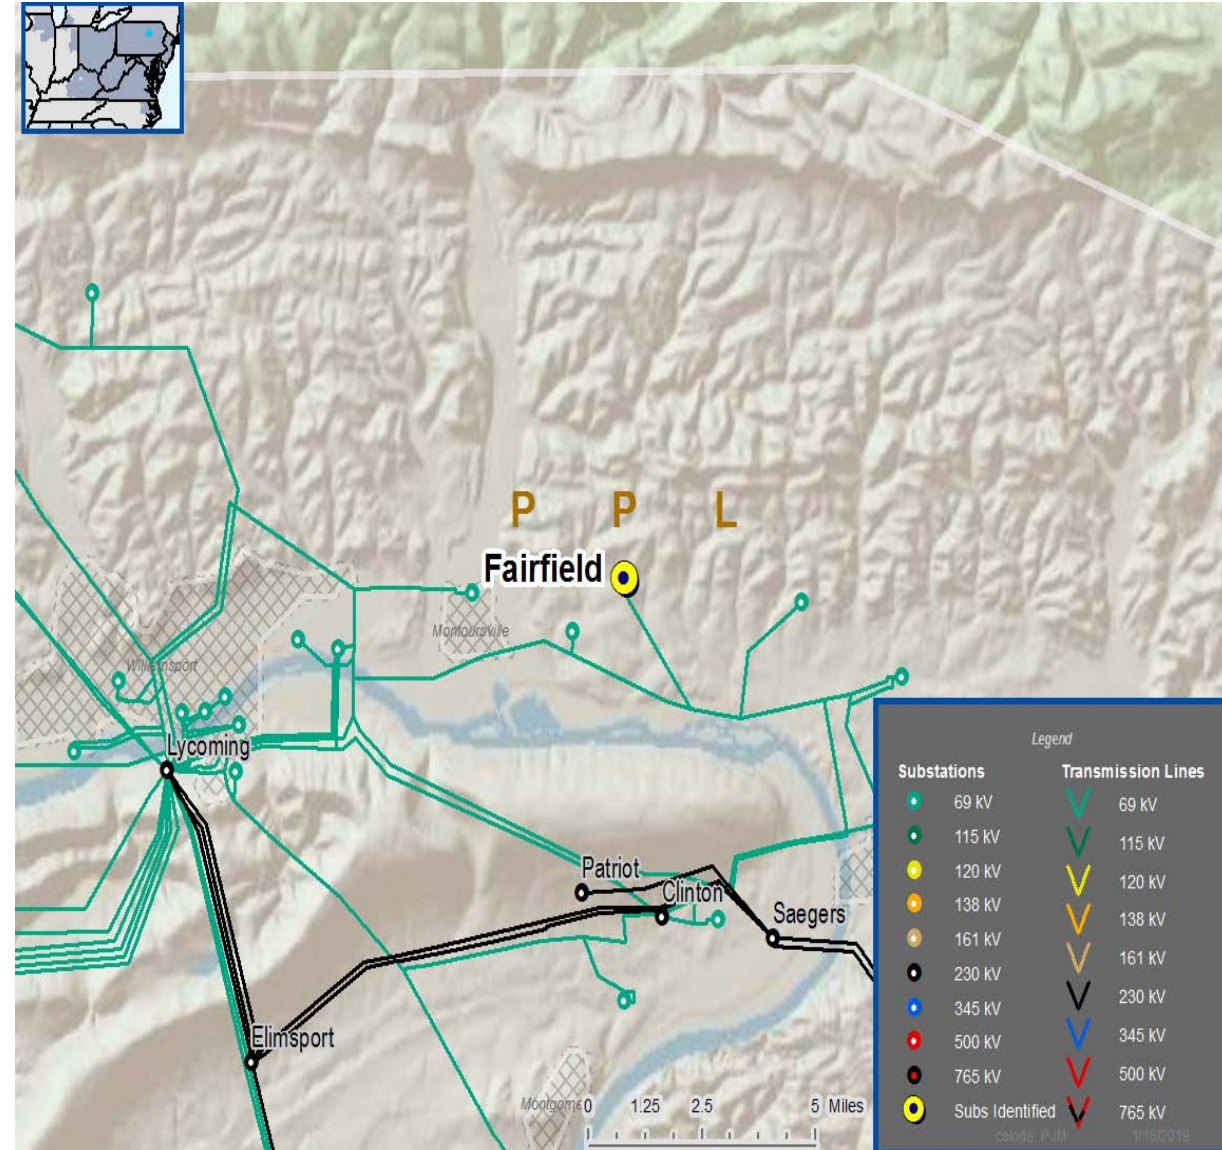 P P L
Fairfield
Montoursville
Williamsport
Lycoming
Patriot
Clinton
Saegers
Elimsport
0 1.25 2.5 5 Miles
Legend
Substations Transmission Lines
69 kV 69 kV
115 kV 115 kV
120 kV 120 kV
138 kV 138 kV
161 kV 161 kV
230 kV 230 kV
345 kV 345 kV
500 kV 500 kV
765 kV 765 kV
Subs Identified
PJM 1/16/2019